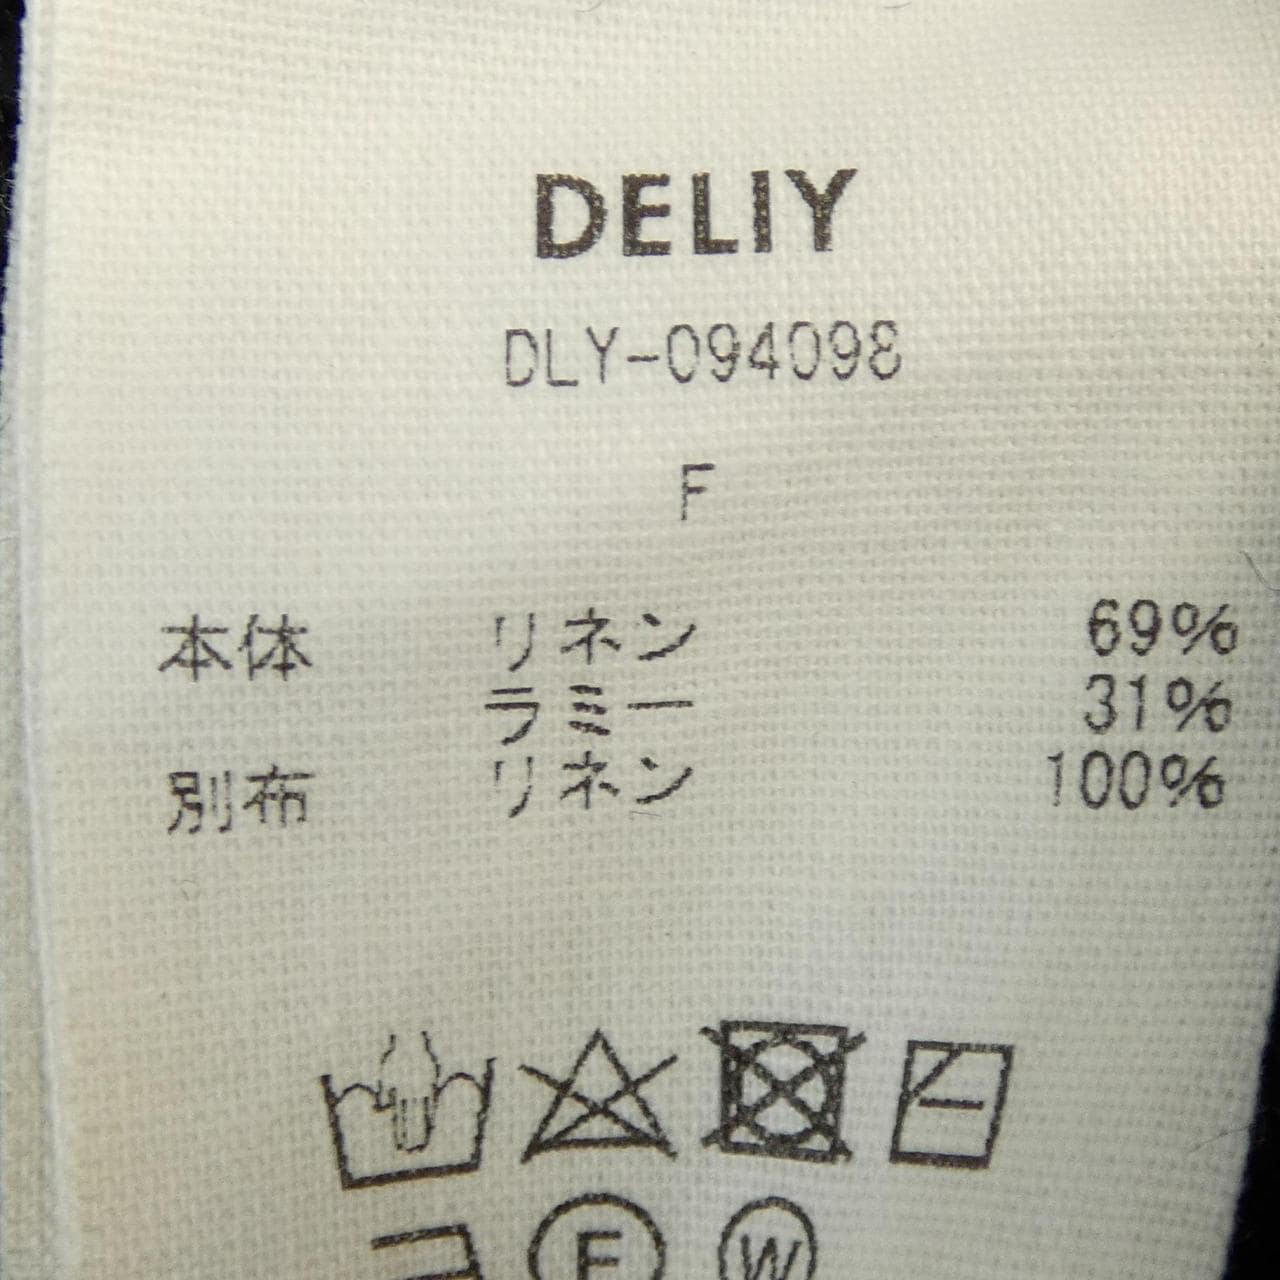 DELIY
DLY-094098
F
本体 リネン 69%
ラミー 31%
別布 リネン 100%
F W